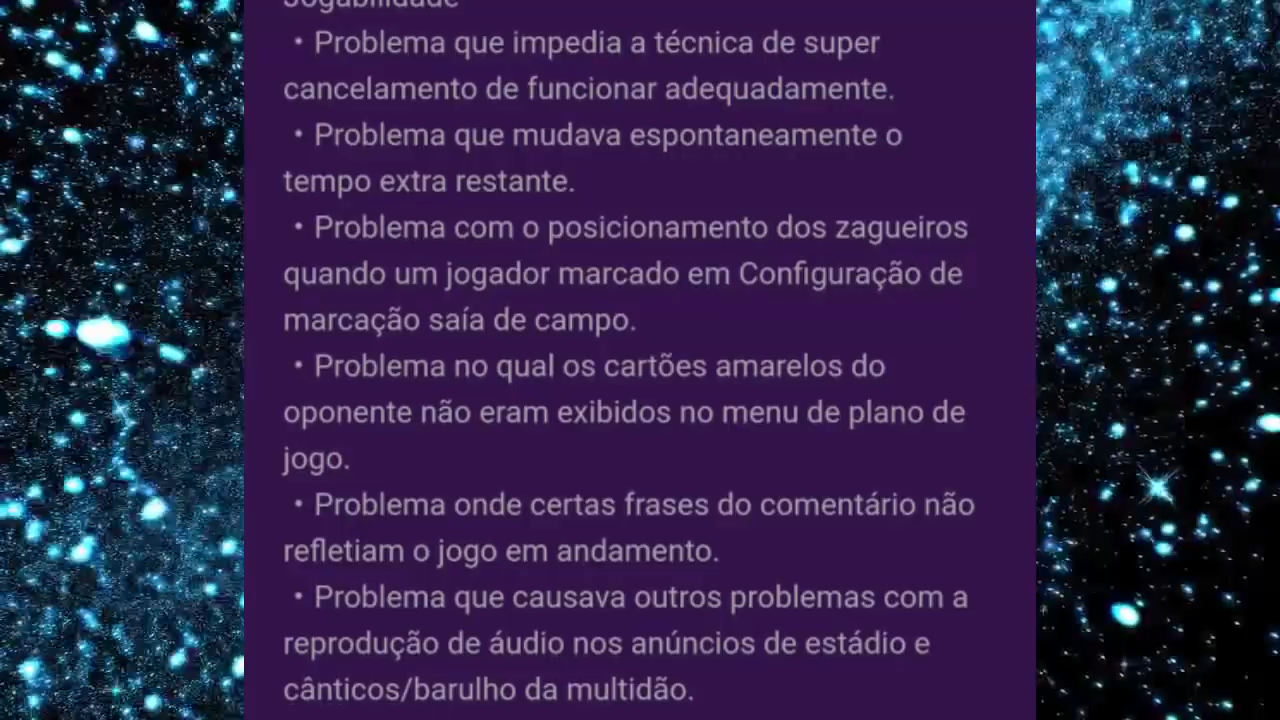 Jogabilidade
・Problema que impedia a técnica de super
cancelamento de funcionar adequadamente.
・Problema que mudava espontaneamente o
tempo extra restante.
・Problema com o posicionamento dos zagueiros
quando um jogador marcado em Configuração de
marcação saía de campo.
・Problema no qual os cartões amarelos do
oponente não eram exibidos no menu de plano de
jogo.
・Problema onde certas frases do comentário não
refletiam o jogo em andamento.
・Problema que causava outros problemas com a
reprodução de áudio nos anúncios de estádio e
cânticos/barulho da multidão.